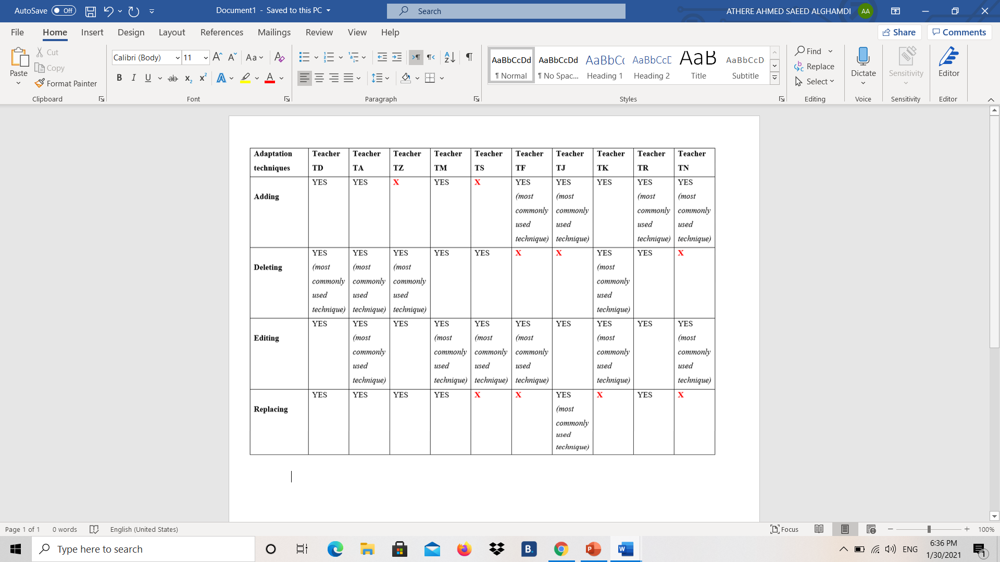 AutoSave Off Document1 - Saved to this PC Search ATHERE AHMED SAEED ALGHAMDI AA
File Home Insert Design Layout References Mailings Review View Help Share Comments
Paste Cut Copy Format Painter
Clipboard
Calibri (Body) 11
Font
Paragraph
AaBbCcDd AaBbCcDd AaBbCc AaBbCcE AaB AaBbCcD
¶ Normal ¶ No Spac... Heading 1 Heading 2 Title Subtitle
Styles
Find
Replace
Select
Editing
Dictate
Voice
Sensitivity
Sensitivity
Editor
Editor
Adaptation techniques Teacher TD Teacher TA Teacher TZ Teacher TM Teacher TS Teacher TF Teacher TJ Teacher TK Teacher TR Teacher TN
Adding YES YES X YES X YES (most commonly used technique) YES (most commonly used technique) YES YES (most commonly used technique) YES (most commonly used technique)
Deleting YES (most commonly used technique) YES (most commonly used technique) YES (most commonly used technique) YES YES X X YES (most commonly used technique) YES X
Editing YES YES (most commonly used technique) YES YES (most commonly used technique) YES (most commonly used technique) YES (most commonly used technique) YES YES (most commonly used technique) YES YES (most commonly used technique)
Replacing YES YES YES YES X X YES (most commonly used technique) X YES X
Page 1 of 1 0 words English (United States) Focus 100%
Type here to search B. ENG 6:36 PM
1/30/2021 1